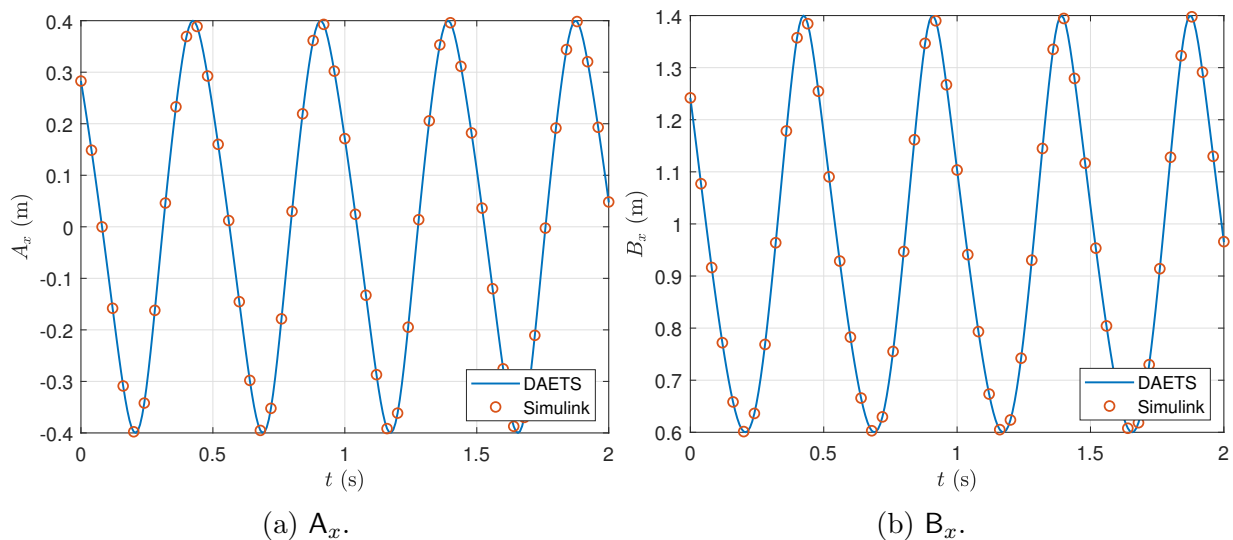 0.4
0.3
0.2
0.1
0
-0.1
-0.2
-0.3
-0.4
A_x (m)
0 0.5 1 1.5 2
t (s)
DAETS
Simulink
(a) A_x.
1.4
1.3
1.2
1.1
1
0.9
0.8
0.7
0.6
B_x (m)
0 0.5 1 1.5 2
t (s)
DAETS
Simulink
(b) B_x.